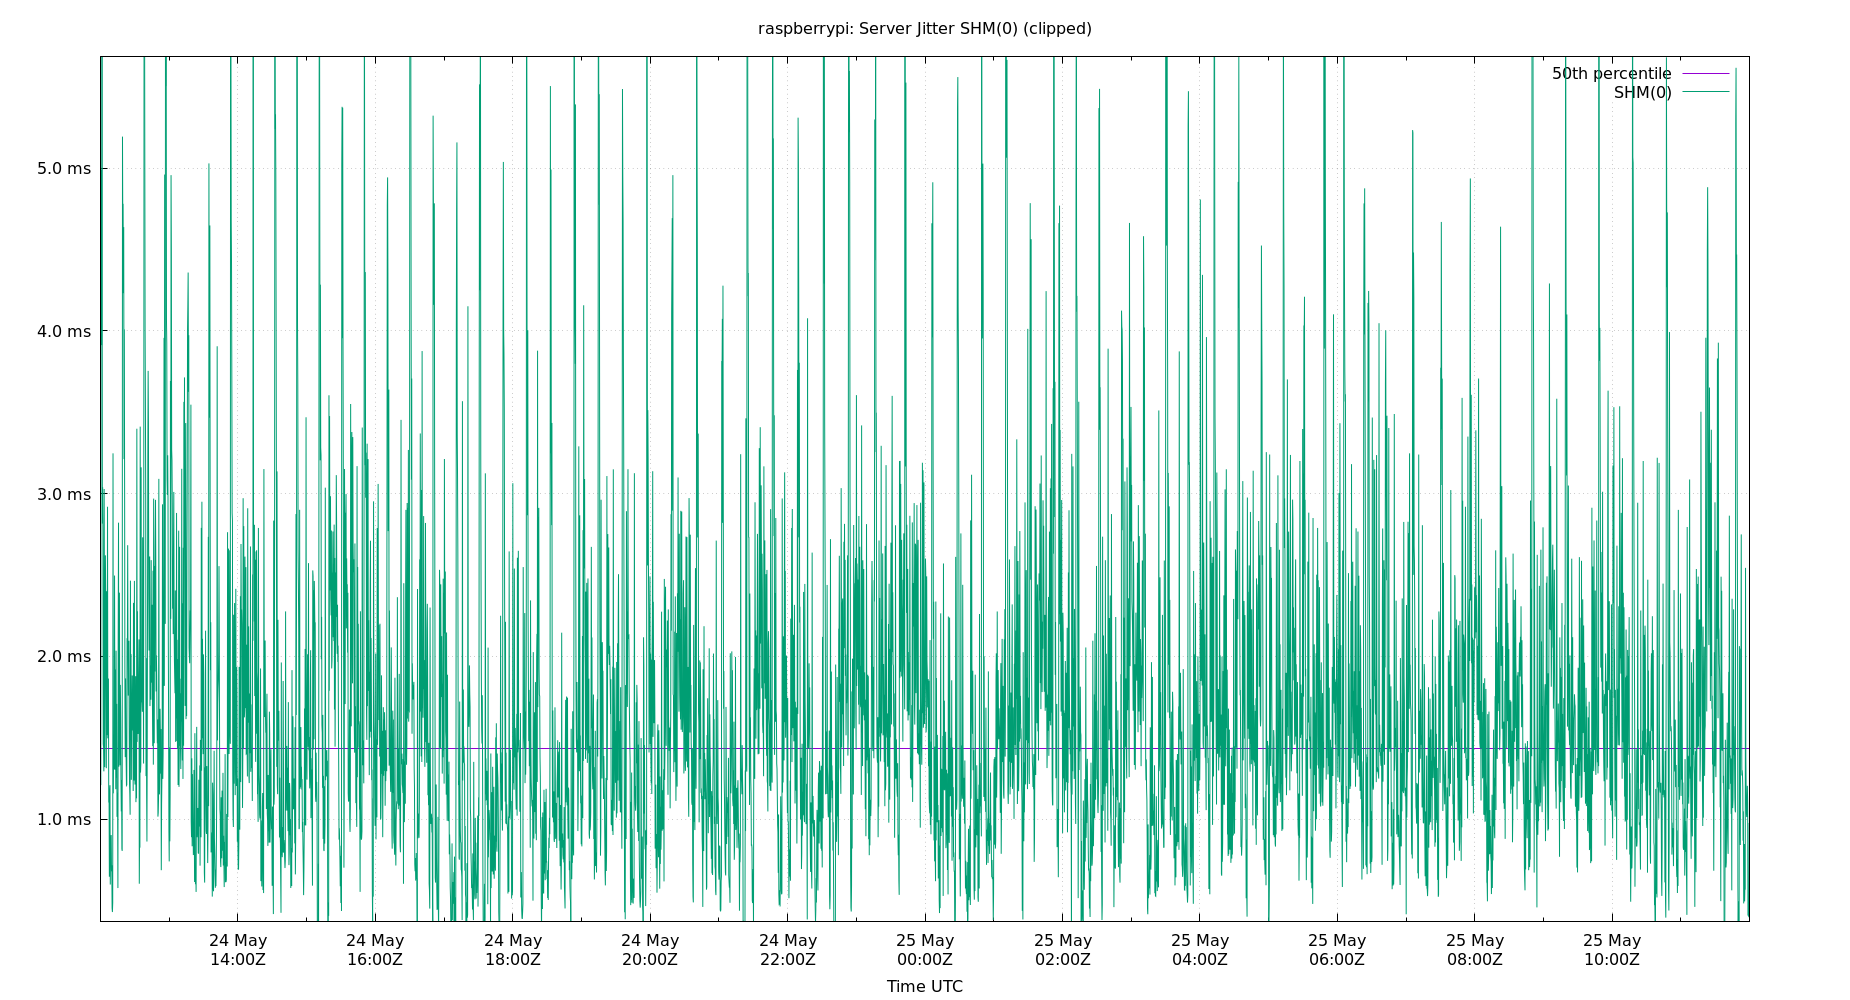 raspberrypi: Server Jitter SHM(0) (clipped)
50th percentile
SHM(0)
5.0 ms
4.0 ms
3.0 ms
2.0 ms
1.0 ms
24 May 24 May 24 May 24 May 24 May 25 May 25 May 25 May 25 May 25 May 25 May
14:00Z 16:00Z 18:00Z 20:00Z 22:00Z 00:00Z 02:00Z 04:00Z 06:00Z 08:00Z 10:00Z
Time UTC